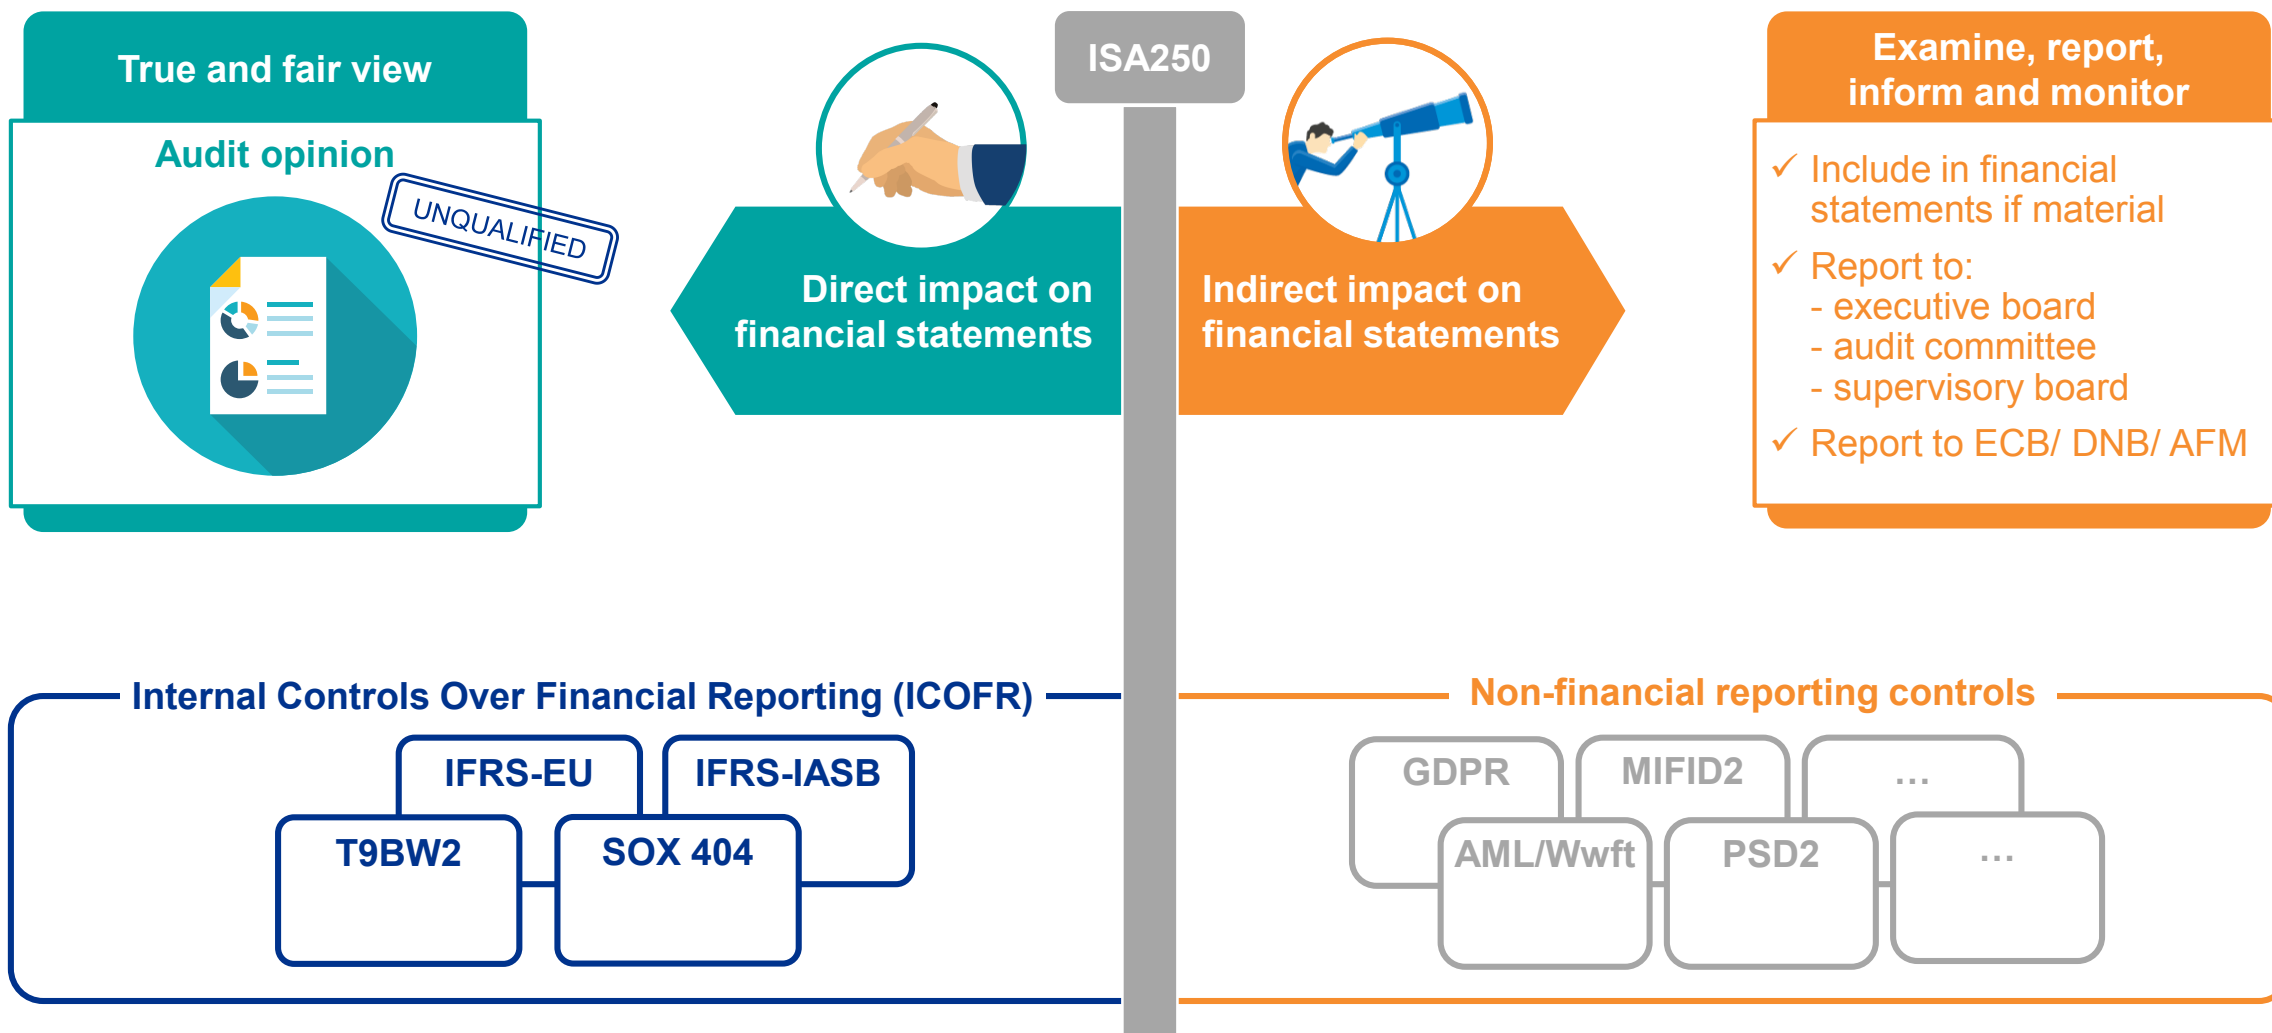 True and fair view
Audit opinion
UNQUALIFIED
ISA250
Direct impact on
financial statements
Indirect impact on
financial statements
Examine, report,
inform and monitor
✓ Include in financial
statements if material
✓ Report to:
- executive board
- audit committee
- supervisory board
✓ Report to ECB/ DNB/ AFM
Internal Controls Over Financial Reporting (ICOFR)
IFRS-EU
IFRS-IASB
T9BW2
SOX 404
Non-financial reporting controls
GDPR
MIFID2
...
AML/Wwft
PSD2
...